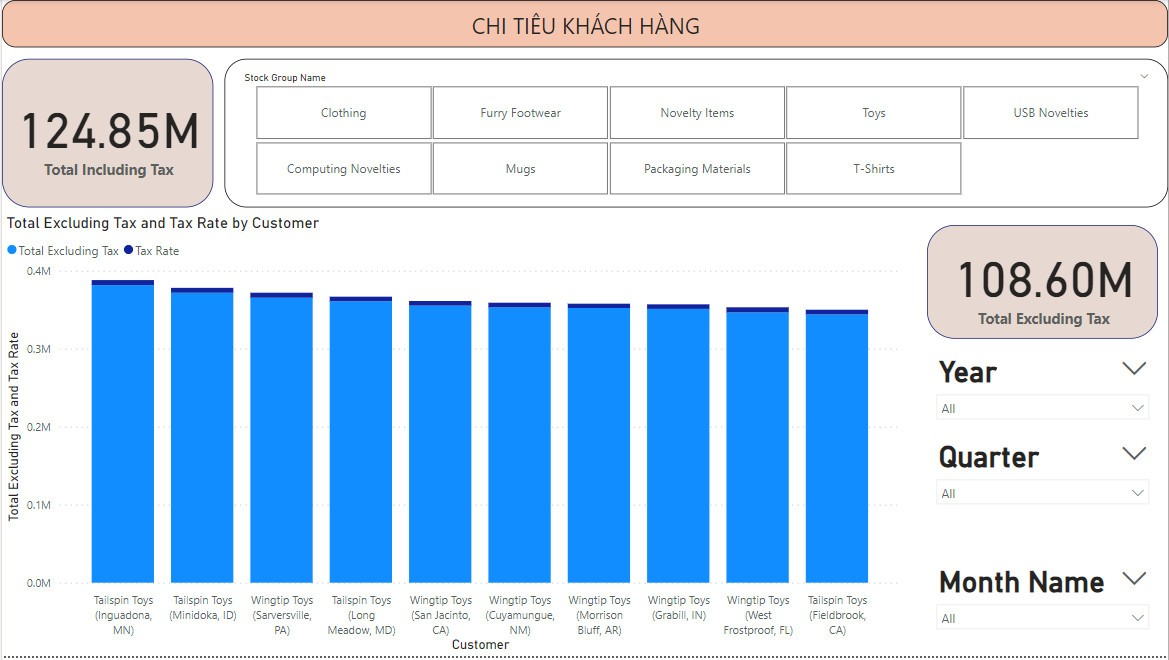 CHI TIÊU KHÁCH HÀNG
124.85M
Total Including Tax
Stock Group Name
Clothing
Furry Footwear
Novelty Items
Toys
USB Novelties
Computing Novelties
Mugs
Packaging Materials
T-Shirts
Total Excluding Tax and Tax Rate by Customer
Total Excluding Tax
Tax Rate
Total Excluding Tax and Tax Rate
0.4M
0.3M
0.2M
0.1M
0.0M
Tailspin Toys
(Inguadona,
MN)
Tailspin Toys
(Minidoka, ID)
Wingtip Toys
(Sarversville,
PA)
Tailspin Toys
(Long
Meadow, MD)
Wingtip Toys
(San Jacinto,
CA)
Wingtip Toys
(Cuyamungue,
NM)
Wingtip Toys
(Morrison
Bluff, AR)
Wingtip Toys
(Grabill, IN)
Wingtip Toys
(West
Frostproof, FL)
Tailspin Toys
(Fieldbrook,
CA)
Customer
108.60M
Total Excluding Tax
Year
All
Quarter
All
Month Name
All